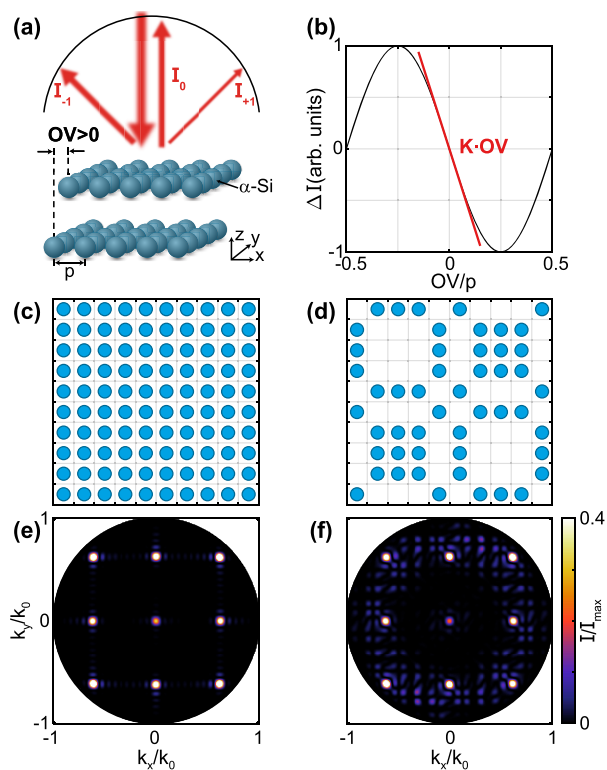 (a)
I-1
I0
I+1
OV>0
α-Si
p
z
y
x
(b)
ΔI(arb. units)
1
0
-1
K·OV
-0.5
0
0.5
OV/p
(c)
(d)
(e)
1
0
-1
ky/k0
-1
0
1
kx/k0
(f)
-1
0
1
kx/k0
0.4
0
I/Imax